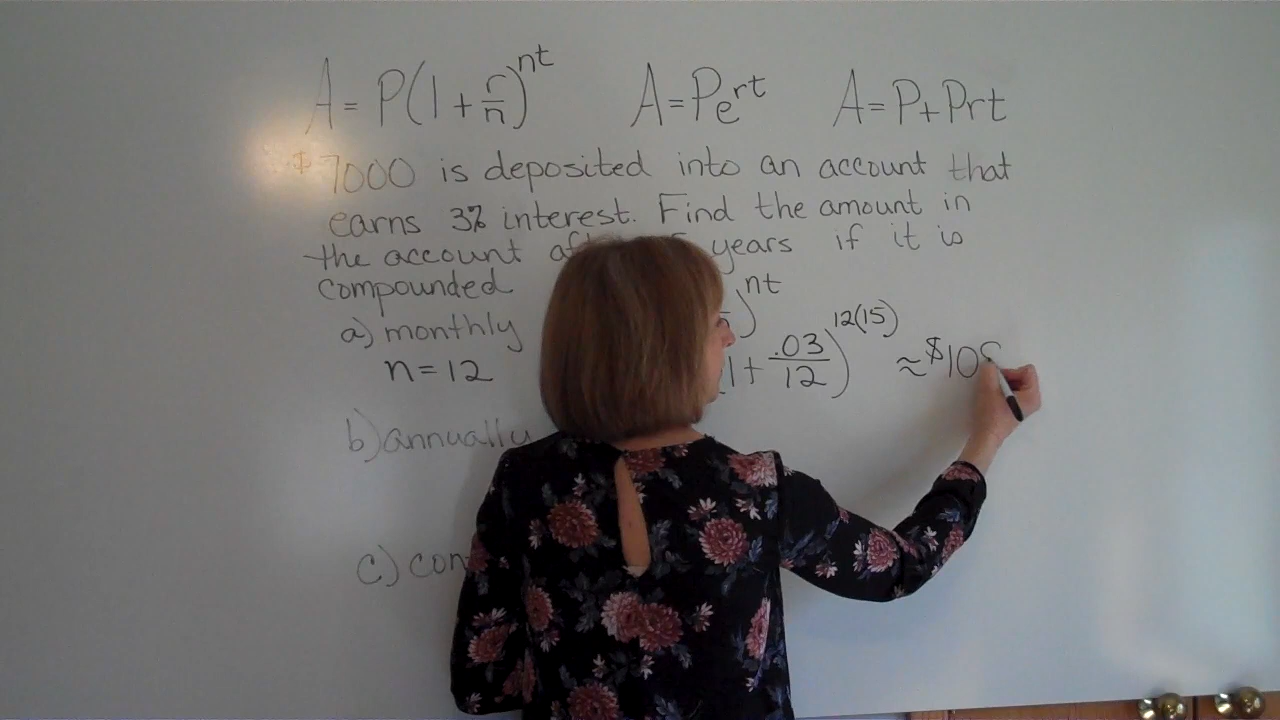 A = P(1 + r/n)^nt A = Pe^rt A = P + Prt
$7000 is deposited into an account that
earns 3% interest. Find the amount in
the account years if it is
compounded
a) monthly )^nt
n = 12 1 + .03/12)^12(15) ≈ $10
b) annually
c)